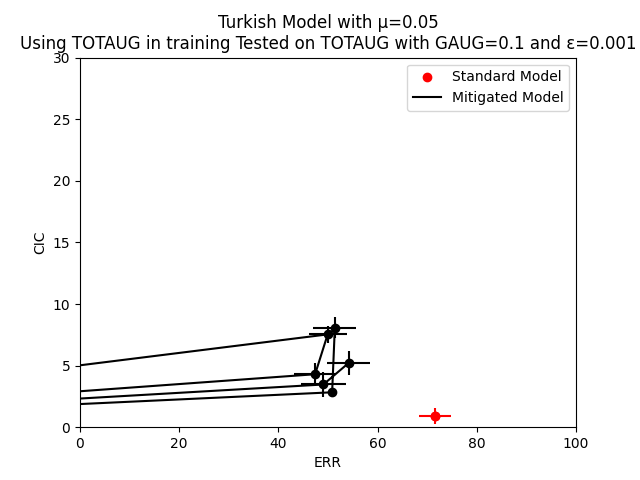 Turkish Model with μ=0.05
Using TOTAUG in training Tested on TOTAUG with GAUG=0.1 and ε=0.001
Standard Model
Mitigated Model
30
25
20
15
10
5
0
CIC
0 20 40 60 80 100
ERR